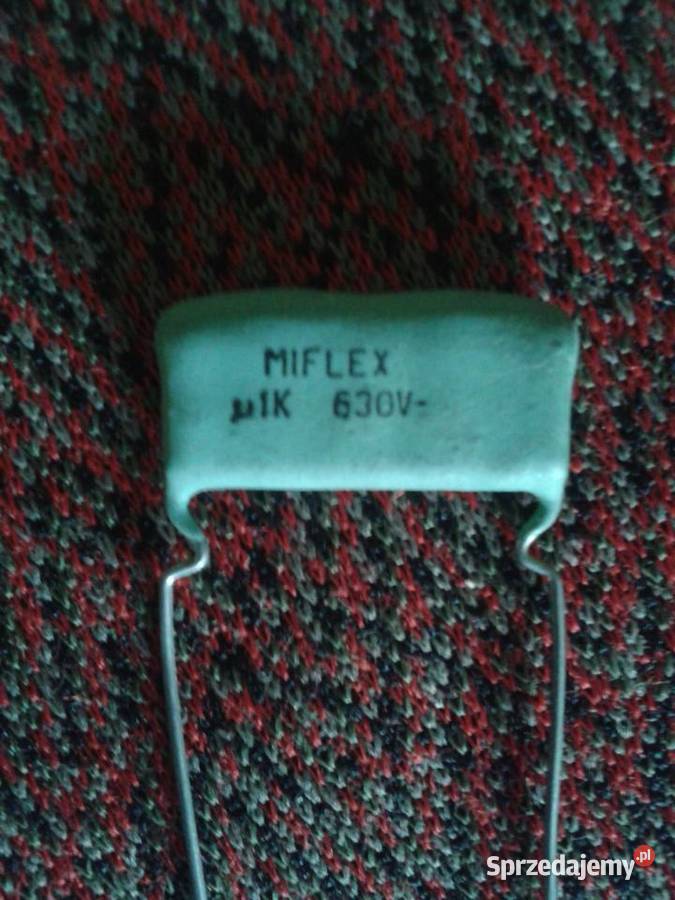 MIFLEX
µ1K 630V-
Sprzedajemy.pl